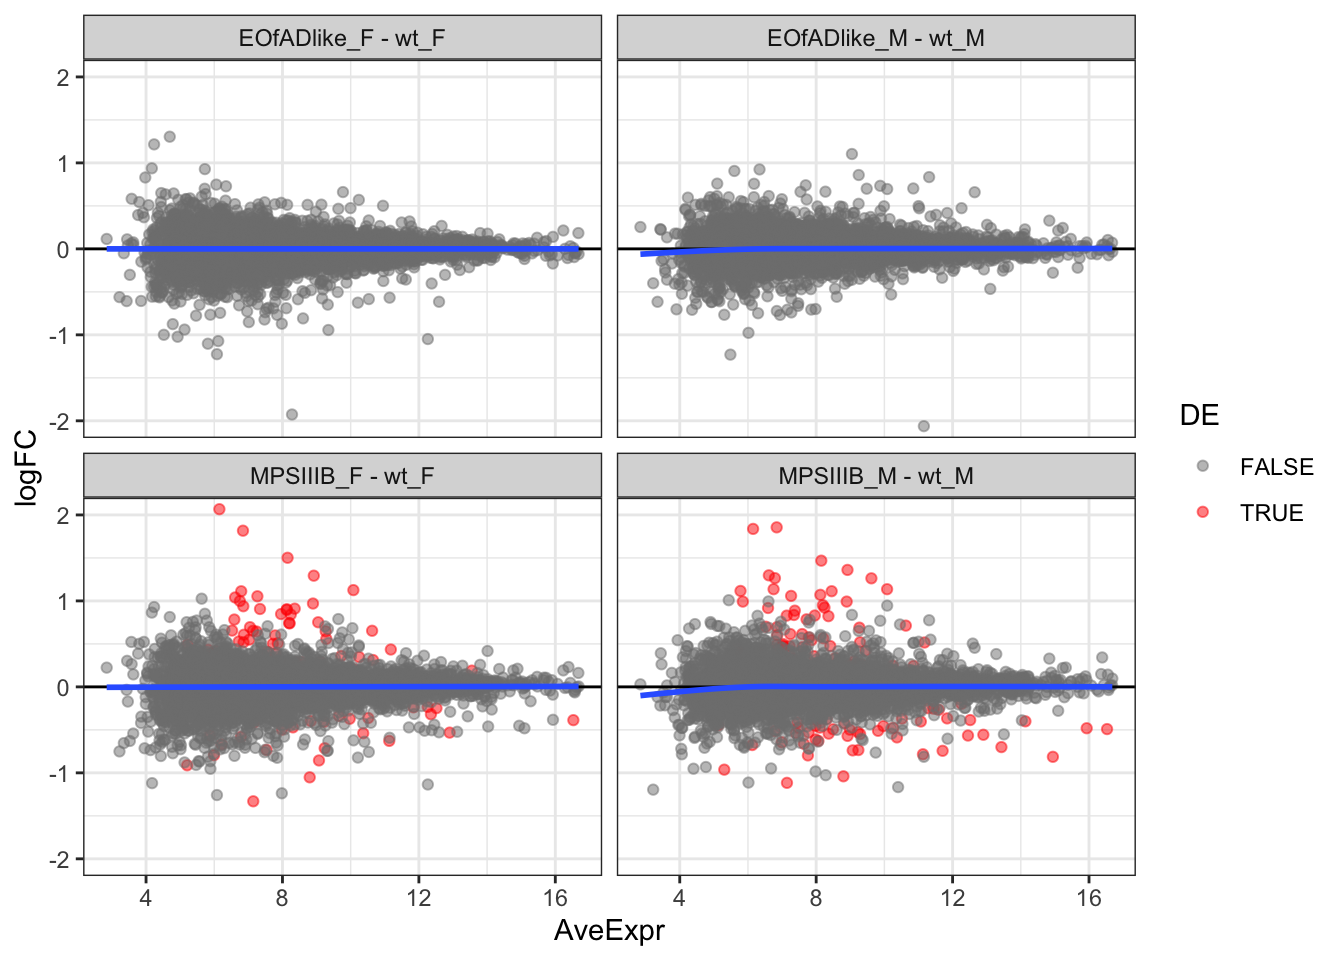 EOfADlike_F - wt_F
EOfADlike_M - wt_M
2
1
0
-1
-2
MPSIIIB_F - wt_F
MPSIIIB_M - wt_M
2
1
0
-1
-2
logFC
4
8
12
16
4
8
12
16
AveExpr
DE
FALSE
TRUE